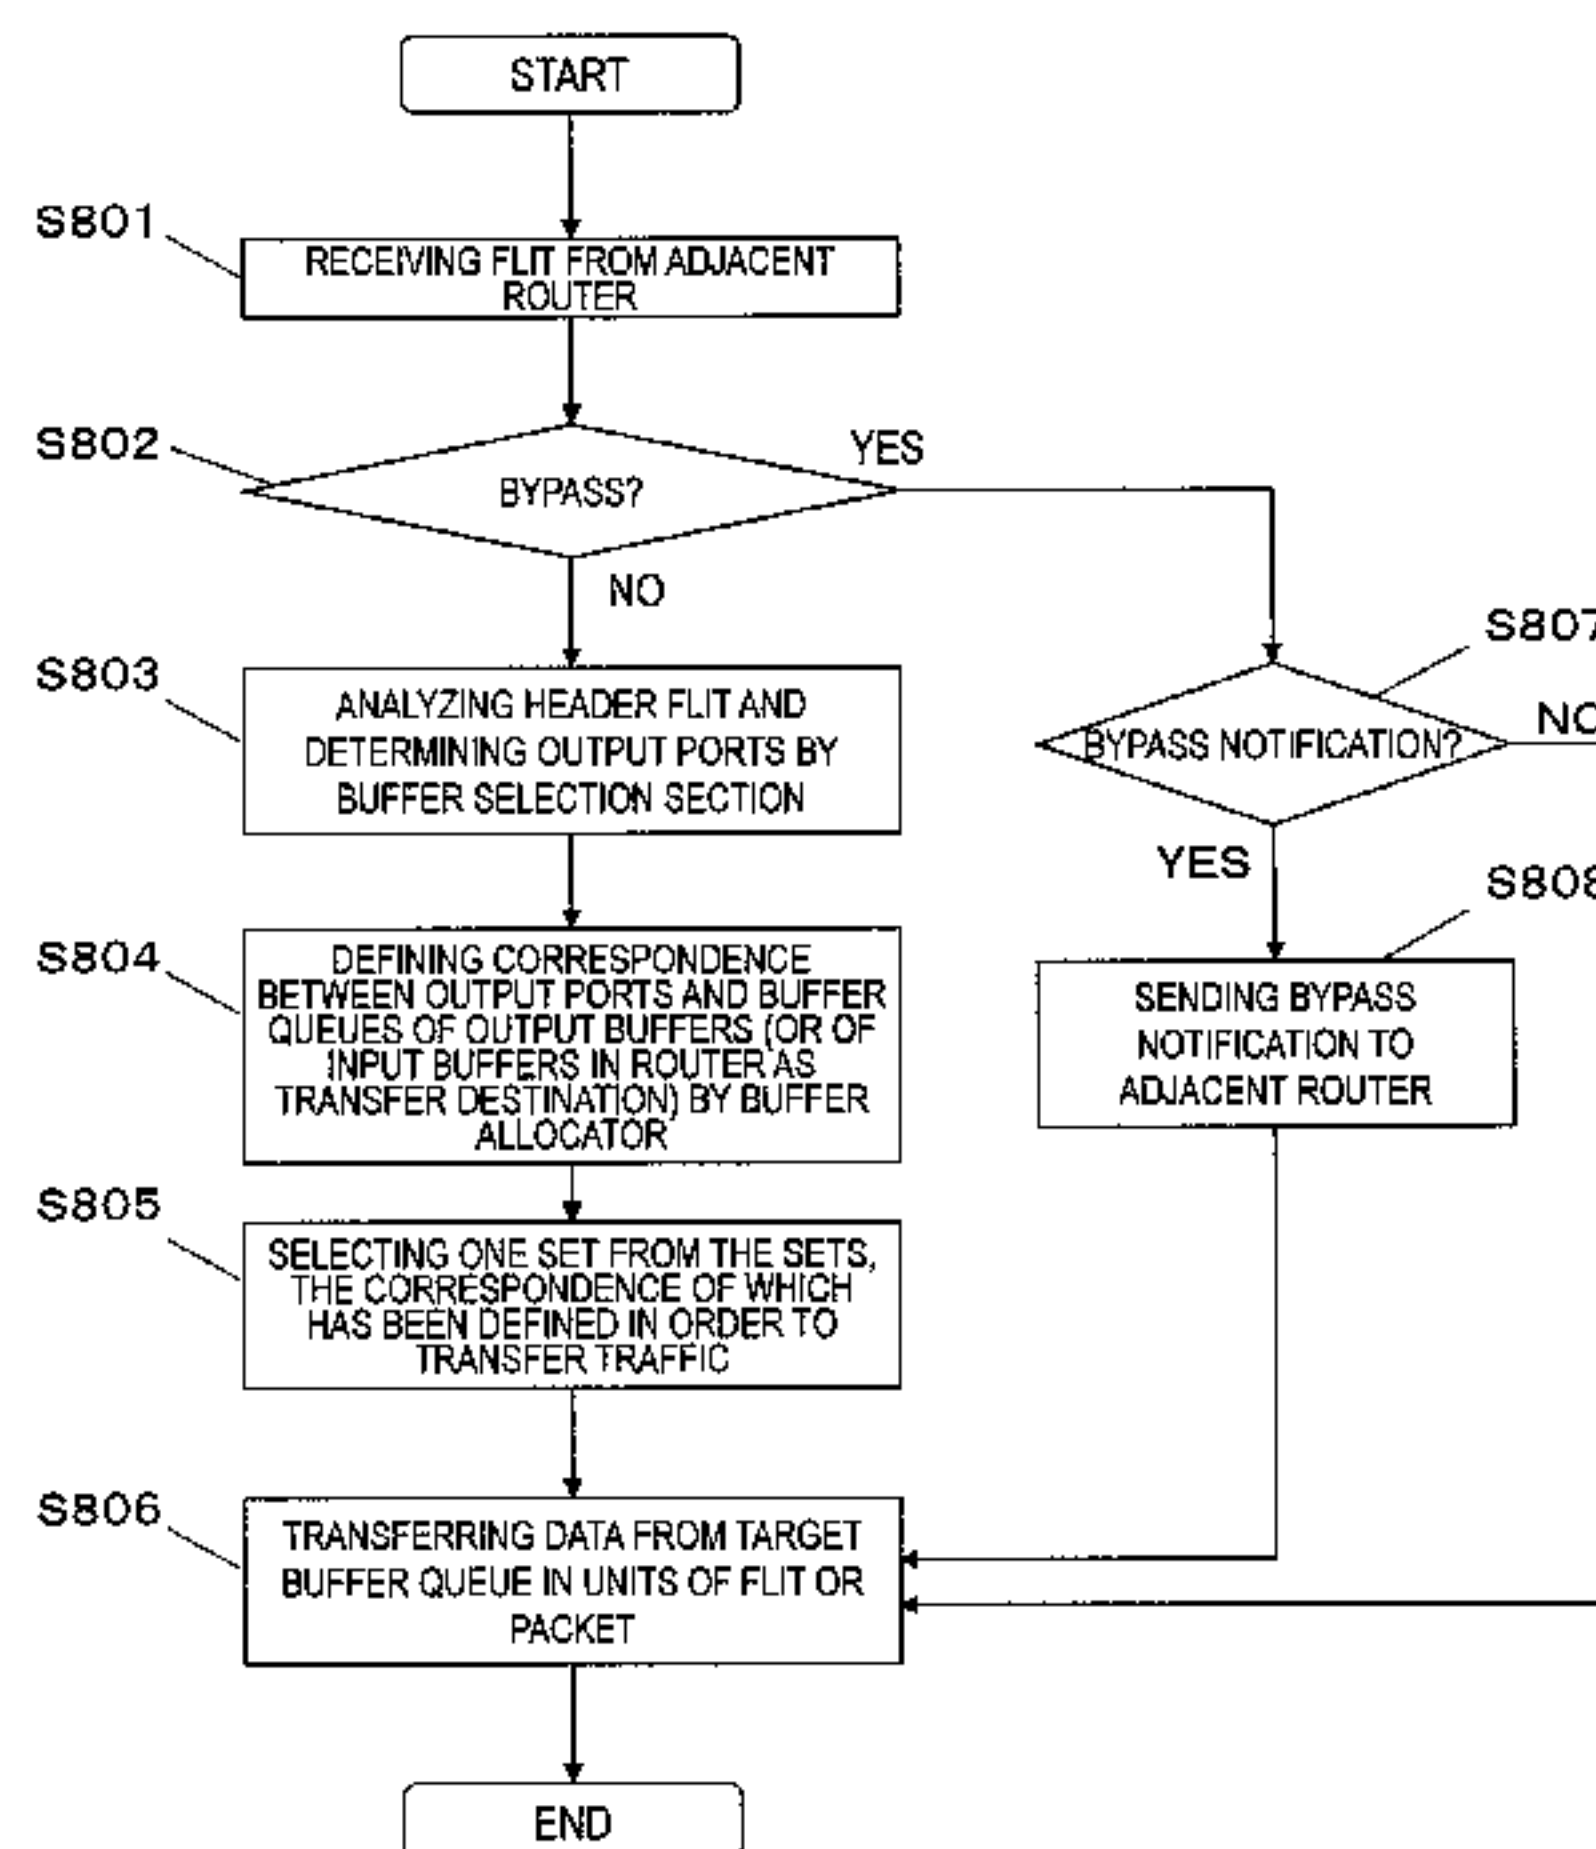 START
S801
RECEIVING FLIT FROM ADJACENT
ROUTER
S802
BYPASS?
YES
NO
S803
ANALYZING HEADER FLIT AND
DETERMINING OUTPUT PORTS BY
BUFFER SELECTION SECTION
S807
BYPASS NOTIFICATION?
NO
YES
S808
SENDING BYPASS
NOTIFICATION TO
ADJACENT ROUTER
S804
DEFINING CORRESPONDENCE
BETWEEN OUTPUT PORTS AND BUFFER
QUEUES OF OUTPUT BUFFERS (OR OF
INPUT BUFFERS IN ROUTER AS
TRANSFER DESTINATION) BY BUFFER
ALLOCATOR
S805
SELECTING ONE SET FROM THE SETS,
THE CORRESPONDENCE OF WHICH
HAS BEEN DEFINED IN ORDER TO
TRANSFER TRAFFIC
S806
TRANSFERRING DATA FROM TARGET
BUFFER QUEUE IN UNITS OF FLIT OR
PACKET
END